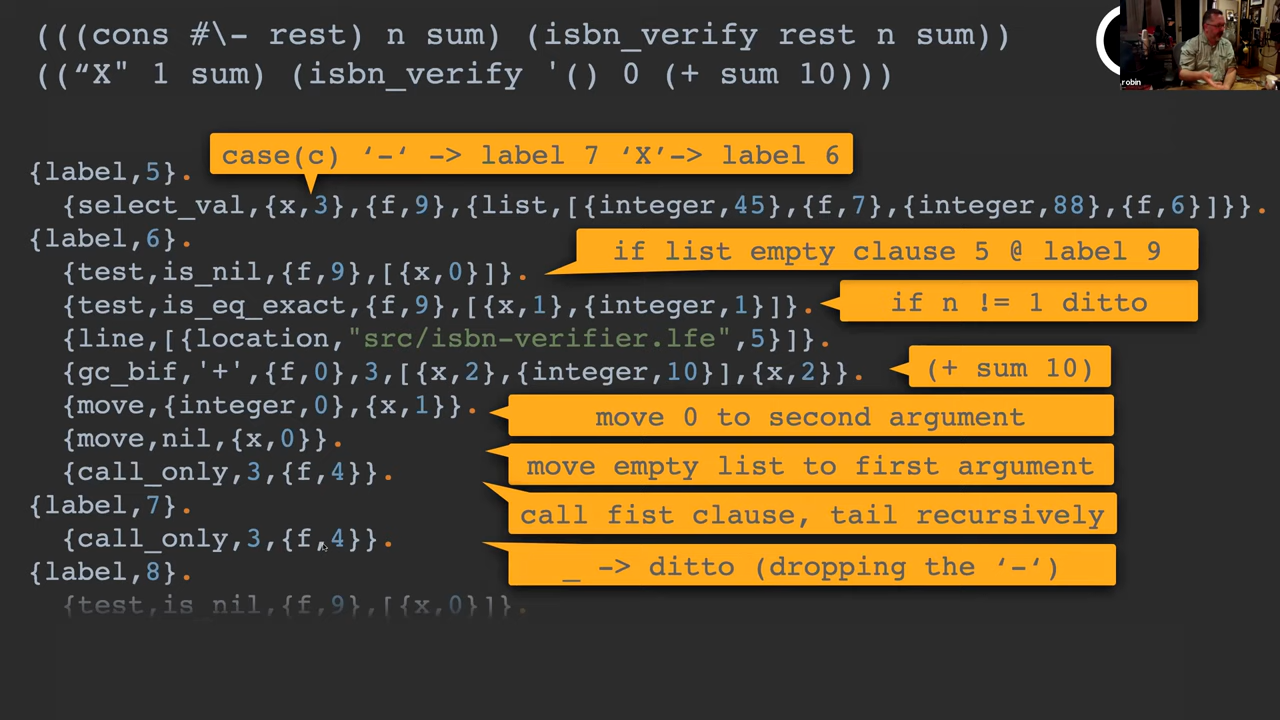 (((cons #\- rest) n sum) (isbn_verify rest n sum))
((“X" 1 sum) (isbn_verify '() 0 (+ sum 10)))
robin
case(c) ‘-‘ -> label 7 ‘X’-> label 6
{label,5}.
{select_val,{x,3},{f,9},{list,[{integer,45},{f,7},{integer,88},{f,6}]}}.
{label,6}.
if list empty clause 5 @ label 9
{test,is_nil,{f,9},[{x,0}]}.
{test,is_eq_exact,{f,9},[{x,1},{integer,1}]}.
if n != 1 ditto
{line,[{location,"src/isbn-verifier.lfe",5}]}.
{gc_bif,'+',{f,0},3,[{x,2},{integer,10}],{x,2}}.
(+ sum 10)
{move,{integer,0},{x,1}}.
move 0 to second argument
{move,nil,{x,0}}.
move empty list to first argument
{call_only,3,{f,4}}.
call fist clause, tail recursively
{label,7}.
{call_only,3,{f,4}}.
_ -> ditto (dropping the ‘-‘)
{label,8}.
{test,is_nil,{f,9},[{x,0}]}.